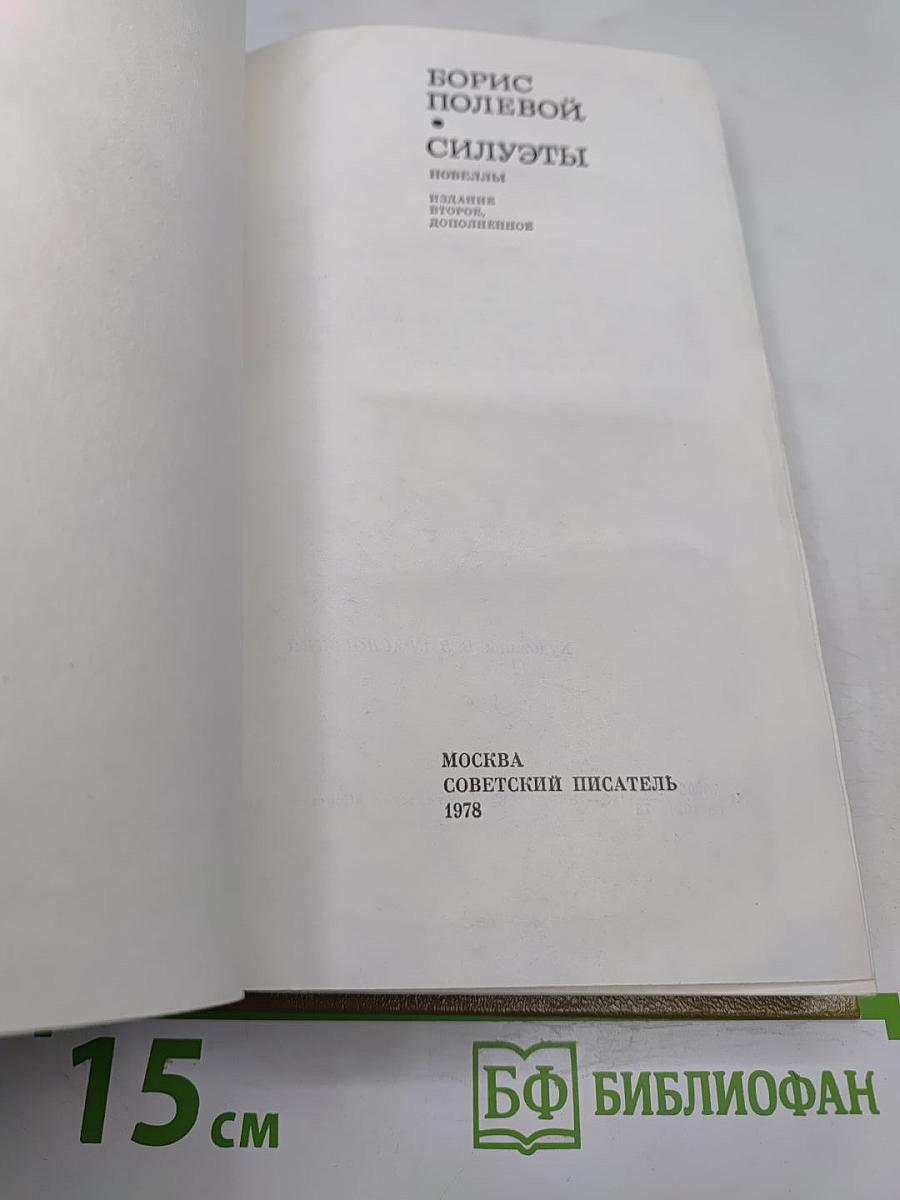 БОРИС
ПОЛЕВОЙ
•
СИЛУЭТЫ
НОВЕЛЛЫ
ИЗДАНИЕ
ВТОРОЕ,
ДОПОЛНЕННОЕ
МОСКВА
СОВЕТСКИЙ ПИСАТЕЛЬ
1978
15 см
БФ БИБЛИОФАН